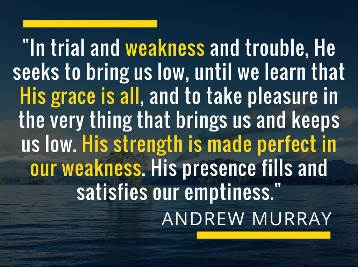 "In trial and weakness and trouble, He
seeks to bring us low, until we learn that
His grace is all, and to take pleasure in
the very thing that brings us and keeps
us low. His strength is made perfect in
our weakness. His presence fills and
satisfies our emptiness."
ANDREW MURRAY